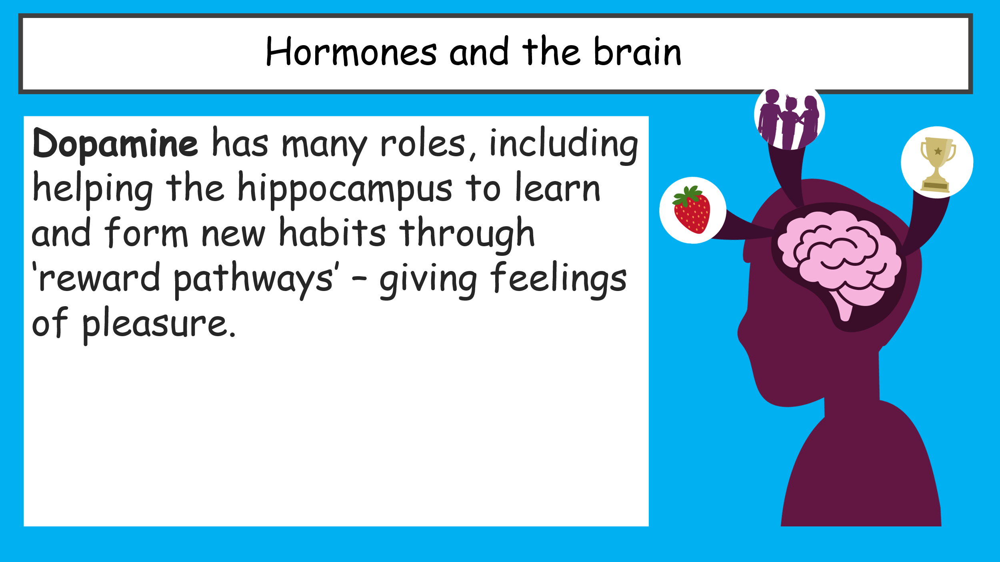 Hormones and the brain
Dopamine has many roles, including
helping the hippocampus to learn
and form new habits through
‘reward pathways’ – giving feelings
of pleasure.